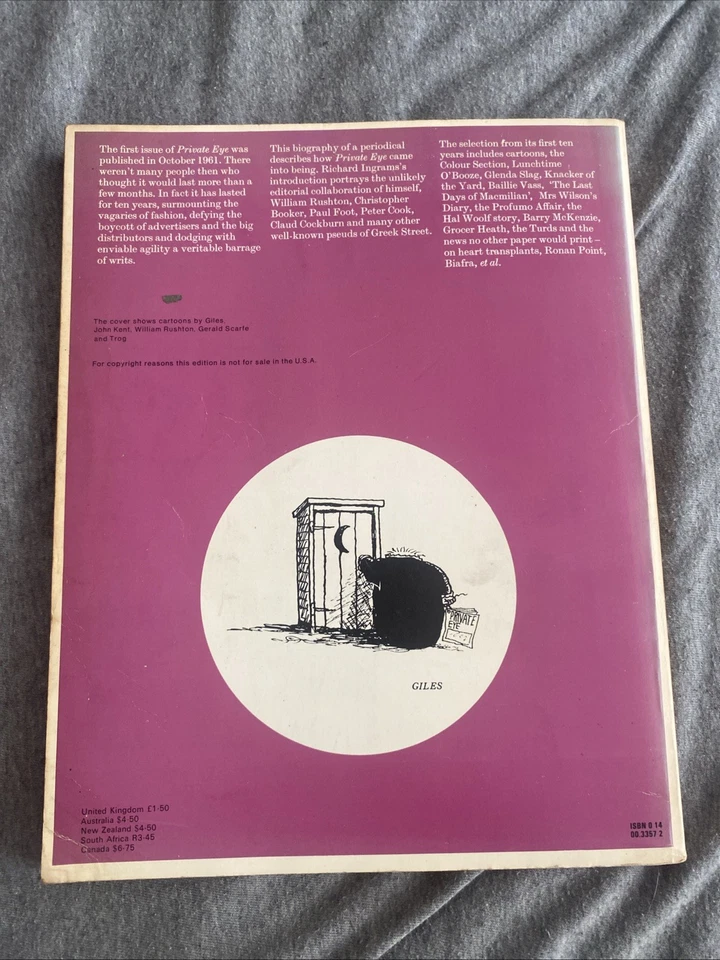 The first issue of Private Eye was
published in October 1961. There
weren't many people then who
thought it would last more than a
few months. In fact it has lasted
for ten years, surmounting the
vagaries of fashion, defying the
boycott of advertisers and the big
distributors and dodging with
enviable agility a veritable barrage
of writs.
This biography of a periodical
describes how Private Eye came
into being. Richard Ingrams's
introduction portrays the unlikely
editorial collaboration of himself,
William Rushton, Christopher
Booker, Paul Foot, Peter Cook,
Claud Cockburn and many other
well-known pseuds of Greek Street.
The selection from its first ten
years includes cartoons, the
Colour Section, Lunchtime
O'Booze, Glenda Slag, Knacker of
the Yard, Baillie Vass, 'The Last
Days of Macmilian', Mrs Wilson's
Diary, the Profumo Affair, the
Hal Woolf story, Barry McKenzie,
Grocer Heath, the Turds and the
news no other paper would print –
on heart transplants, Ronan Point,
Biafra, et al.
The cover shows cartoons by Giles,
John Kent, William Rushton, Gerald Scarfe
and Trog
For copyright reasons this edition is not for sale in the U.S.A.
PRIVATE
EYE
GILES
United Kingdom £1·50
Australia $4·50
New Zealand $4·50
South Africa R3·45
Canada $6·75
ISBN 0 14
00.3357 2